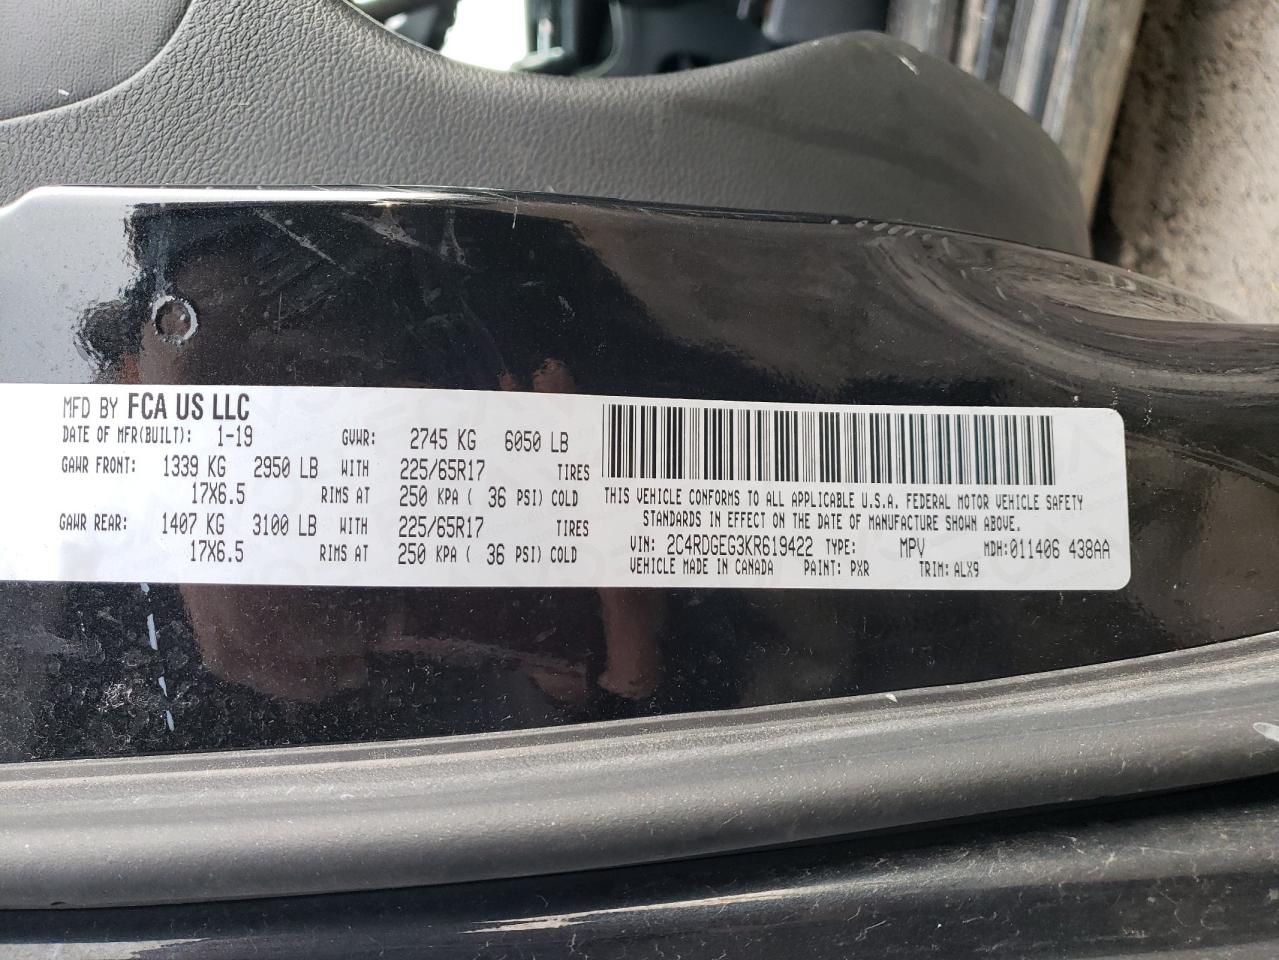 MFD BY FCA US LLC
DATE OF MFR(BUILT): 1-19 GVWR: 2745 KG 6050 LB
GAWR FRONT: 1339 KG 2950 LB WITH 225/65R17 TIRES
17X6.5 RIMS AT 250 KPA ( 36 PSI) COLD
GAWR REAR: 1407 KG 3100 LB WITH 225/65R17 TIRES
17X6.5 RIMS AT 250 KPA ( 36 PSI) COLD
THIS VEHICLE CONFORMS TO ALL APPLICABLE U.S.A. FEDERAL MOTOR VEHICLE SAFETY
STANDARDS IN EFFECT ON THE DATE OF MANUFACTURE SHOWN ABOVE.
VIN: 2C4RDGEG3KR619422 TYPE: MPV MDH:011406 438AA
VEHICLE MADE IN CANADA PAINT: PXR TRIM: ALX9